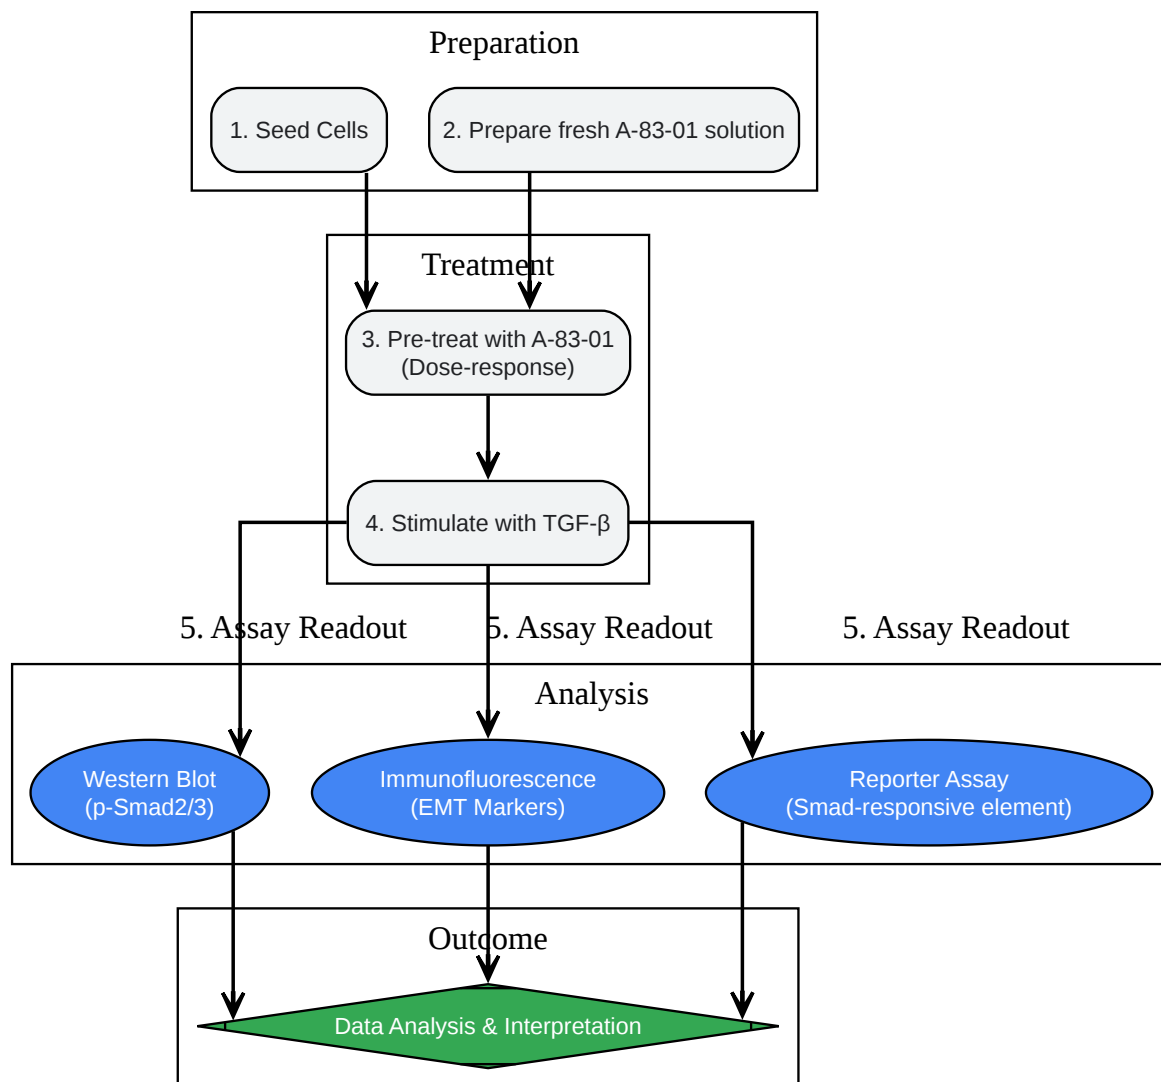 Preparation
1. Seed Cells
2. Prepare fresh A-83-01 solution
Treatment
3. Pre-treat with A-83-01
(Dose-response)
4. Stimulate with TGF-β
5. Assay Readout
5. Assay Readout
5. Assay Readout
Analysis
Western Blot
(p-Smad2/3)
Immunofluorescence
(EMT Markers)
Reporter Assay
(Smad-responsive element)
Outcome
Data Analysis & Interpretation